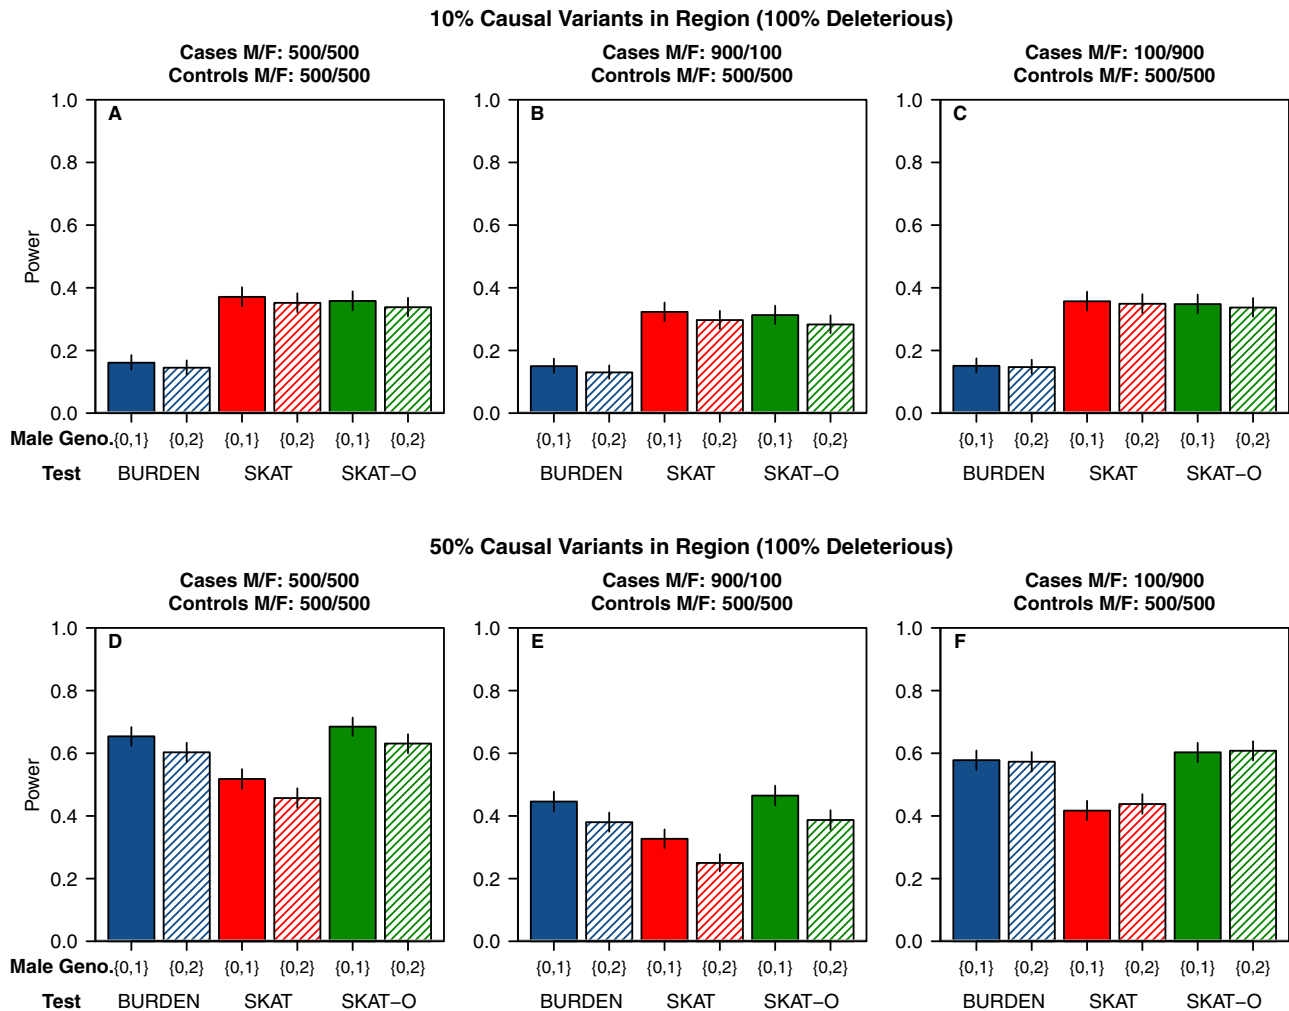 10% Causal Variants in Region (100% Deleterious)
Cases M/F: 500/500
Controls M/F: 500/500
Cases M/F: 900/100
Controls M/F: 500/500
Cases M/F: 100/900
Controls M/F: 500/500
A
1.0
0.8
0.6
0.4
0.2
0.0
Power
B
1.0
0.8
0.6
0.4
0.2
0.0
C
1.0
0.8
0.6
0.4
0.2
0.0
Male Geno. {0,1} {0,2} {0,1} {0,2} {0,1} {0,2} {0,1} {0,2} {0,1} {0,2} {0,1} {0,2} {0,1} {0,2} {0,1} {0,2} {0,1} {0,2}
Test BURDEN SKAT SKAT−O BURDEN SKAT SKAT−O BURDEN SKAT SKAT−O
50% Causal Variants in Region (100% Deleterious)
Cases M/F: 500/500
Controls M/F: 500/500
Cases M/F: 900/100
Controls M/F: 500/500
Cases M/F: 100/900
Controls M/F: 500/500
D
1.0
0.8
0.6
0.4
0.2
0.0
Power
E
1.0
0.8
0.6
0.4
0.2
0.0
F
1.0
0.8
0.6
0.4
0.2
0.0
Male Geno. {0,1} {0,2} {0,1} {0,2} {0,1} {0,2} {0,1} {0,2} {0,1} {0,2} {0,1} {0,2} {0,1} {0,2} {0,1} {0,2} {0,1} {0,2}
Test BURDEN SKAT SKAT−O BURDEN SKAT SKAT−O BURDEN SKAT SKAT−O